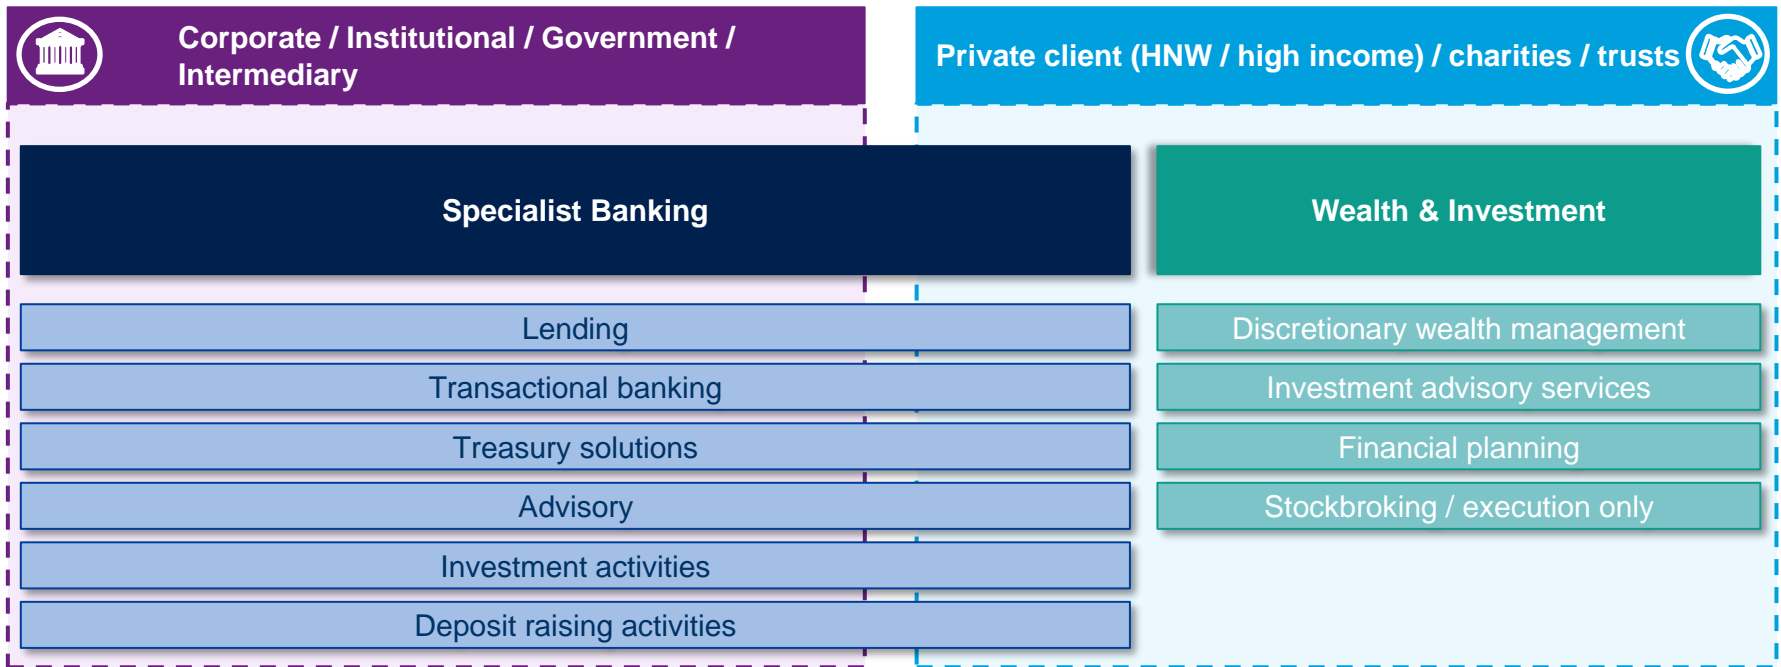 Corporate / Institutional / Government /
Intermediary
Private client (HNW / high income) / charities / trusts
Specialist Banking
Wealth & Investment
Lending
Transactional banking
Treasury solutions
Advisory
Investment activities
Deposit raising activities
Discretionary wealth management
Investment advisory services
Financial planning
Stockbroking / execution only